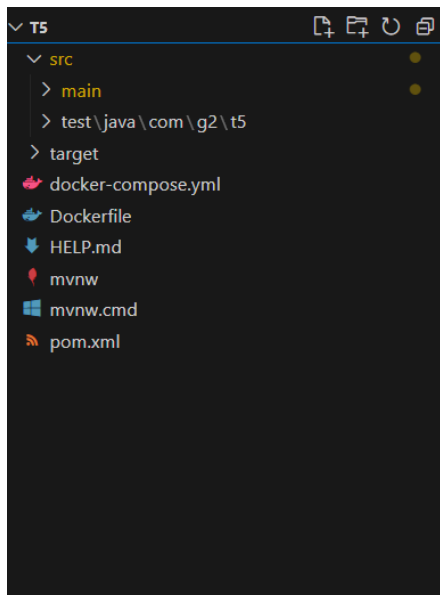 T5
src
main
test\java\com\g2\t5
target
docker-compose.yml
Dockerfile
HELP.md
mvnw
mvnw.cmd
pom.xml